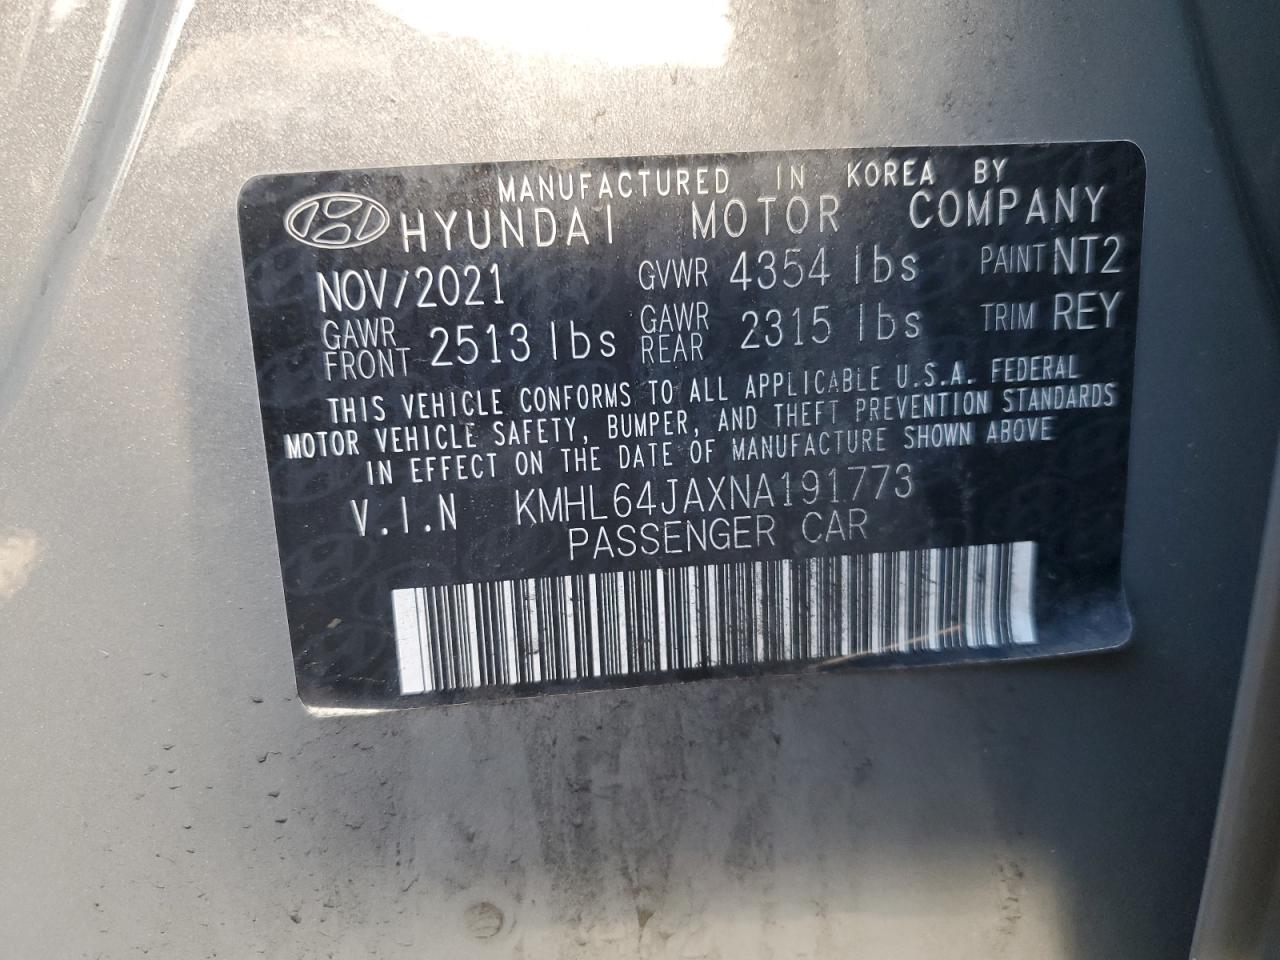 MANUFACTURED IN KOREA BY
HYUNDAI MOTOR COMPANY
NOV/2021 GVWR 4354 lbs PAINT NT2
GAWR FRONT 2513 lbs GAWR REAR 2315 lbs TRIM REY
THIS VEHICLE CONFORMS TO ALL APPLICABLE U.S.A. FEDERAL
MOTOR VEHICLE SAFETY, BUMPER, AND THEFT PREVENTION STANDARDS
IN EFFECT ON THE DATE OF MANUFACTURE SHOWN ABOVE
V.I.N KMHL64JAXNA191773
PASSENGER CAR